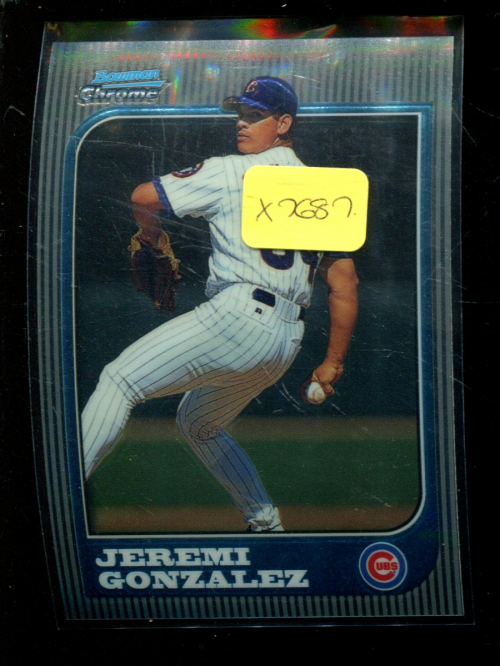 Bowman
Chrome
C
X7687.
JEREMI
GONZALEZ
CUBS